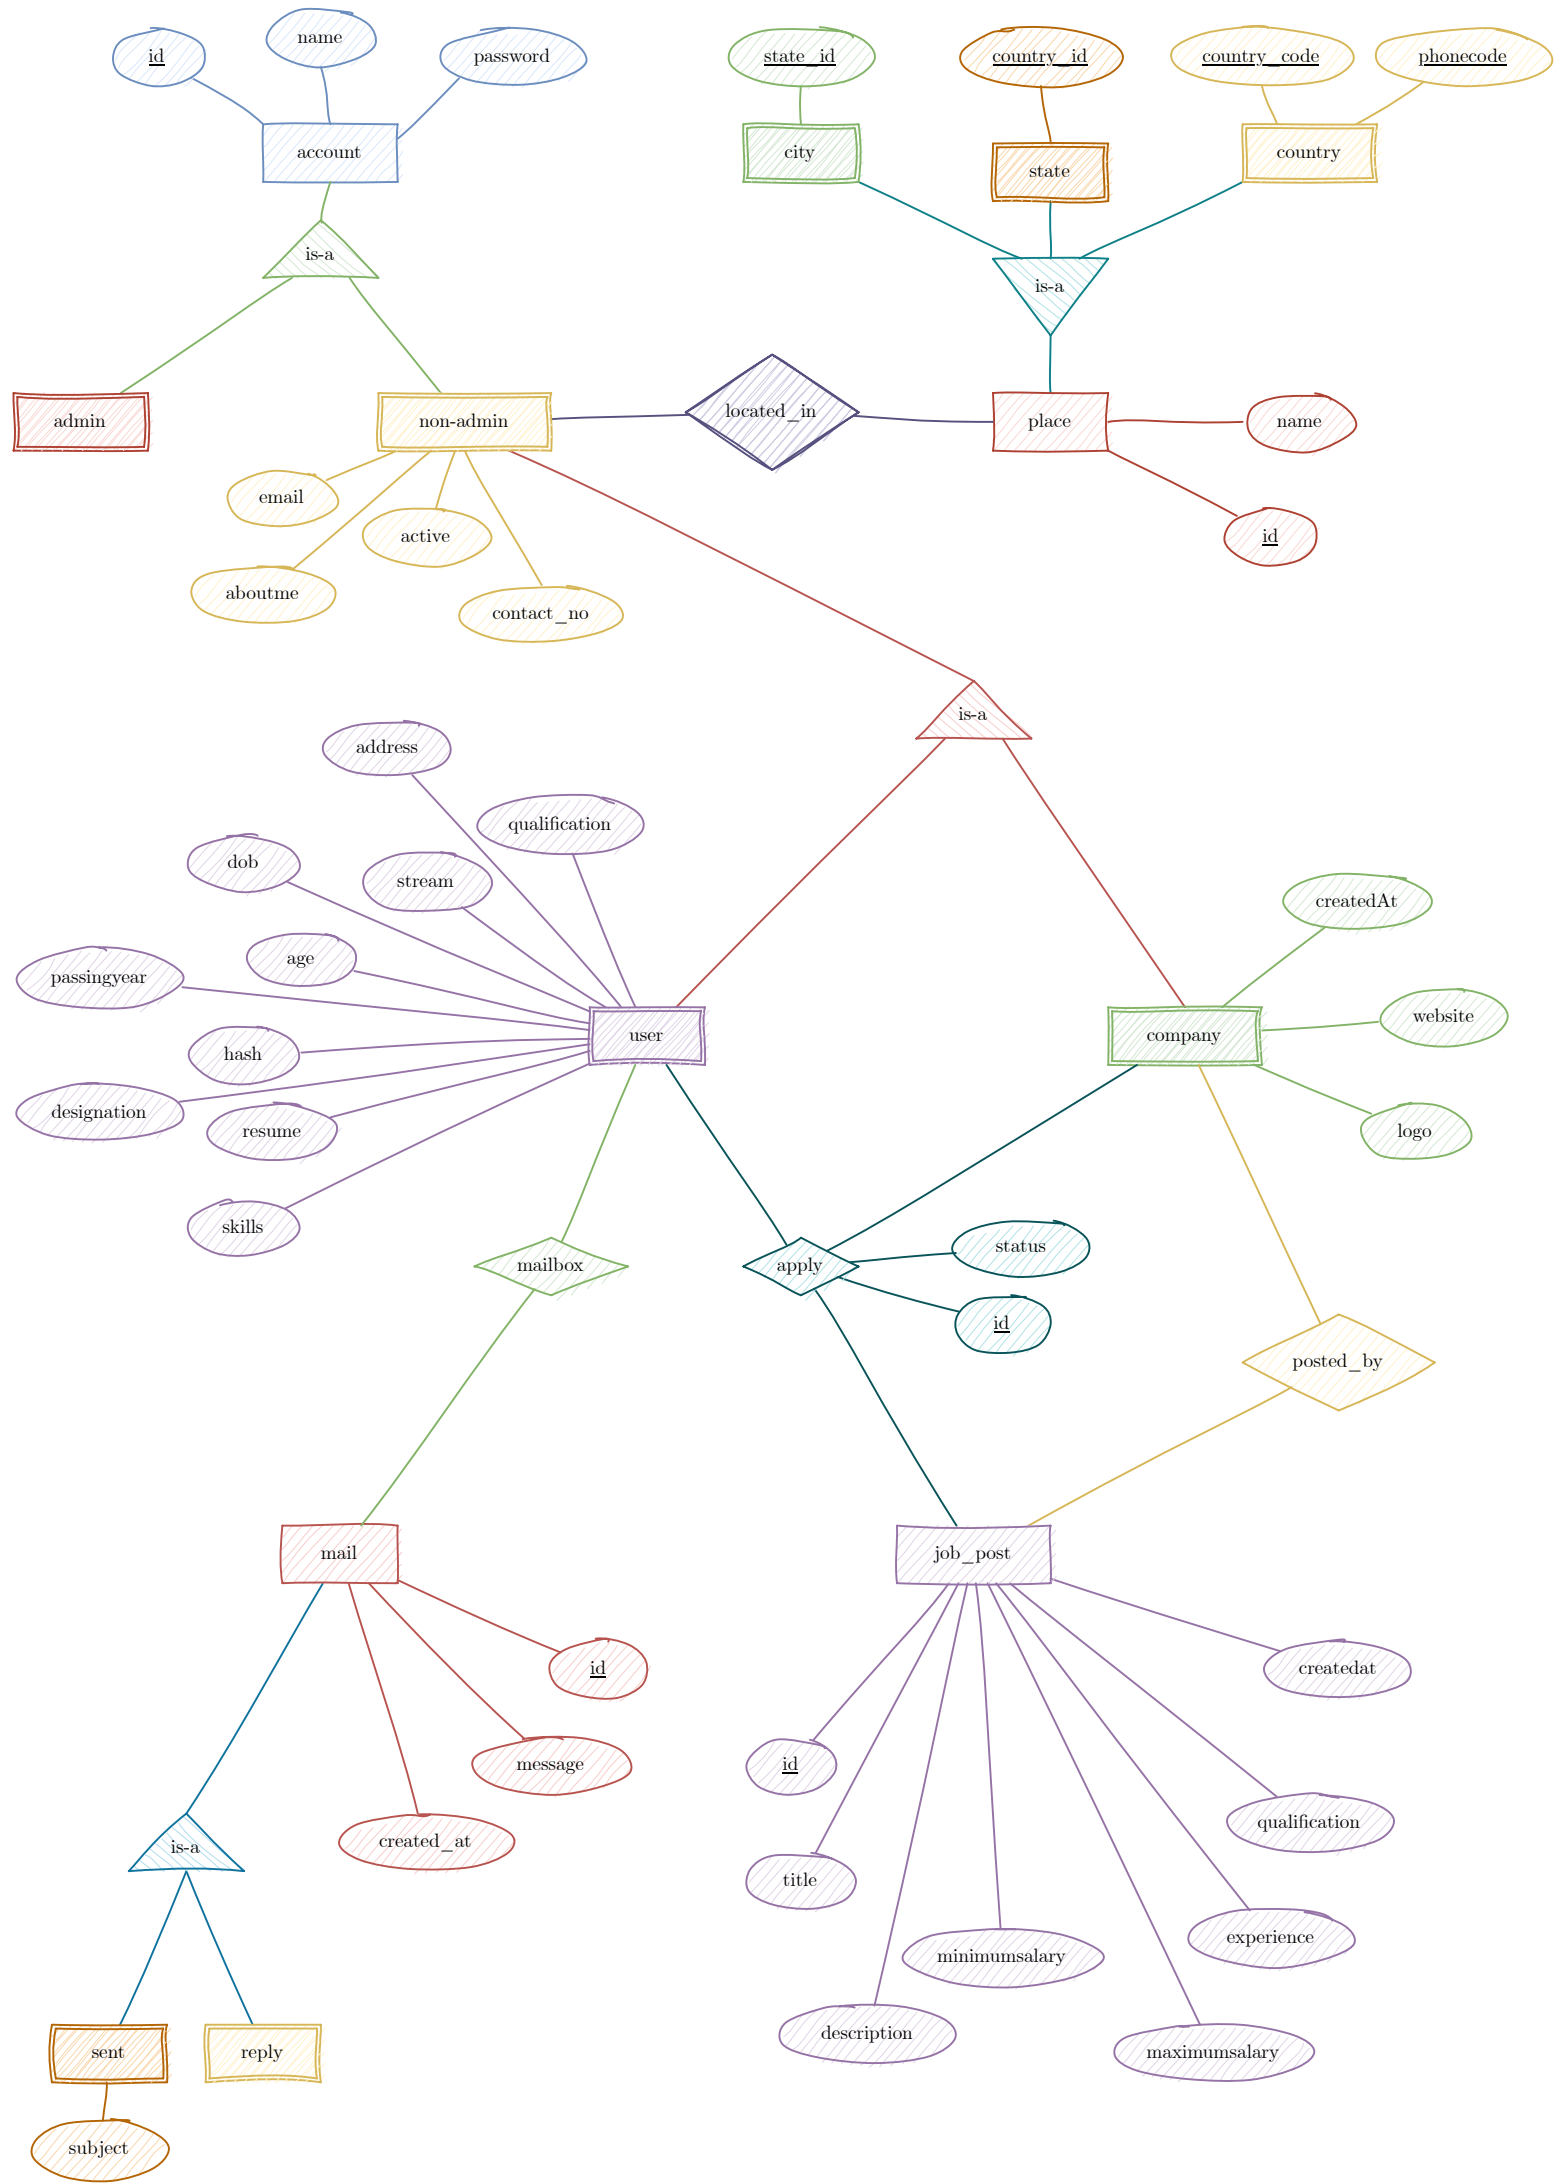 name
id
password
state_id
country_id
country_code
phonecode
account
city
state
country
is-a
is-a
admin
non-admin
located_in
place
name
email
active
id
aboutme
contact_no
is-a
address
qualification
dob
stream
createdAt
age
passingyear
website
user
company
hash
designation
resume
logo
skills
status
mailbox
apply
id
posted_by
mail
job_post
id
createdat
message
id
qualification
created_at
is-a
title
experience
minimumsalary
description
sent
reply
maximumsalary
subject